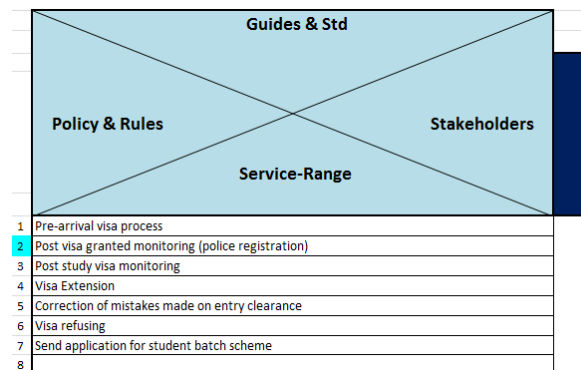 Guides & Std
Policy & Rules
Stakeholders
Service-Range
1 Pre-arrival visa process
2 Post visa granted monitoring (police registration)
3 Post study visa monitoring
4 Visa Extension
5 Correction of mistakes made on entry clearance
6 Visa refusing
7 Send application for student batch scheme
8